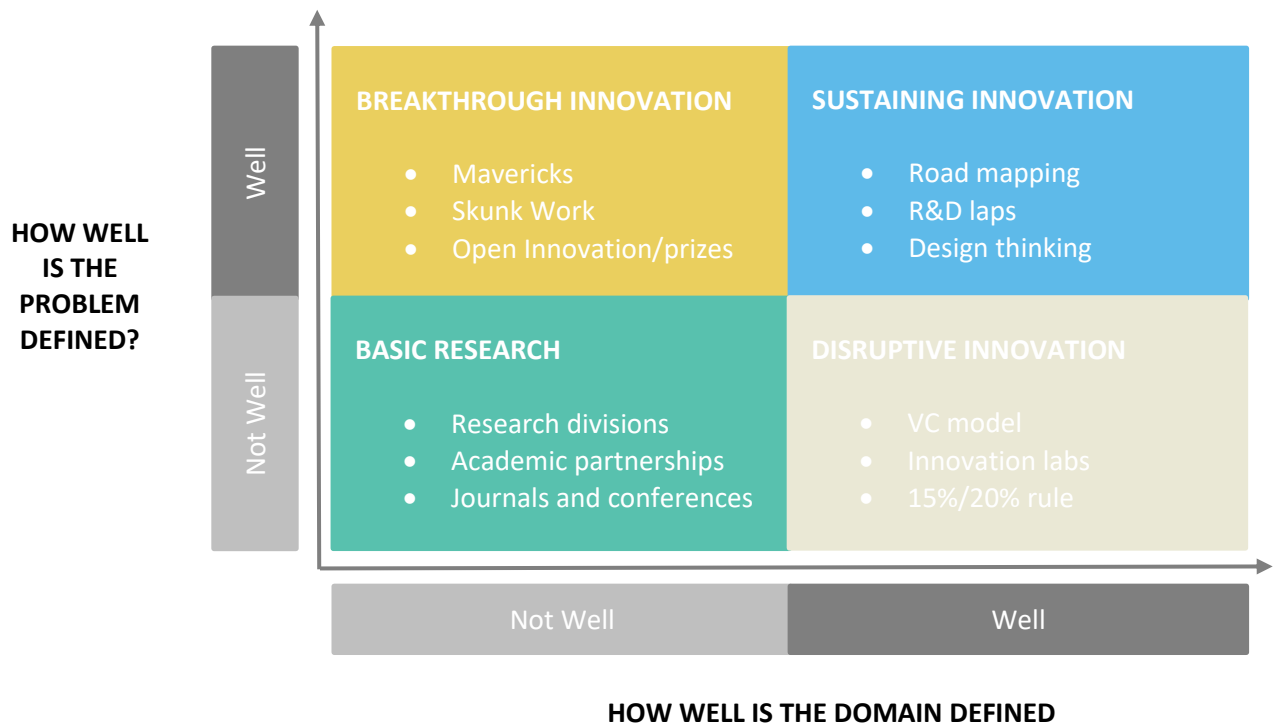 HOW WELL
IS THE
PROBLEM
DEFINED?
Well
Not Well
BREAKTHROUGH INNOVATION
● Mavericks
● Skunk Work
● Open Innovation/prizes
SUSTAINING INNOVATION
● Road mapping
● R&D laps
● Design thinking
BASIC RESEARCH
● Research divisions
● Academic partnerships
● Journals and conferences
DISRUPTIVE INNOVATION
● VC model
● Innovation labs
● 15%/20% rule
Not Well
Well
HOW WELL IS THE DOMAIN DEFINED